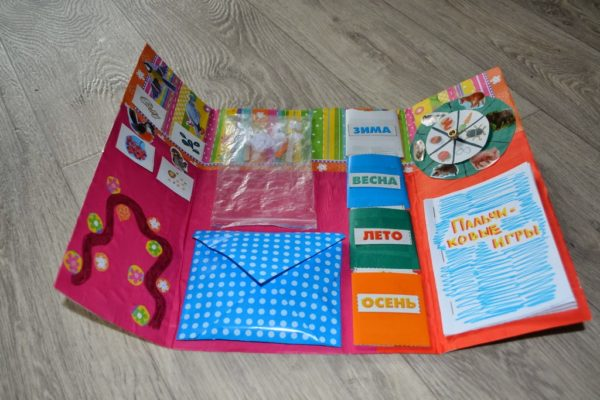 ЗИМА
ВЕСНА
ЛЕТО
ОСЕНЬ
ПАЛЬЧИ-
КОВЫЕ
ИГРЫ